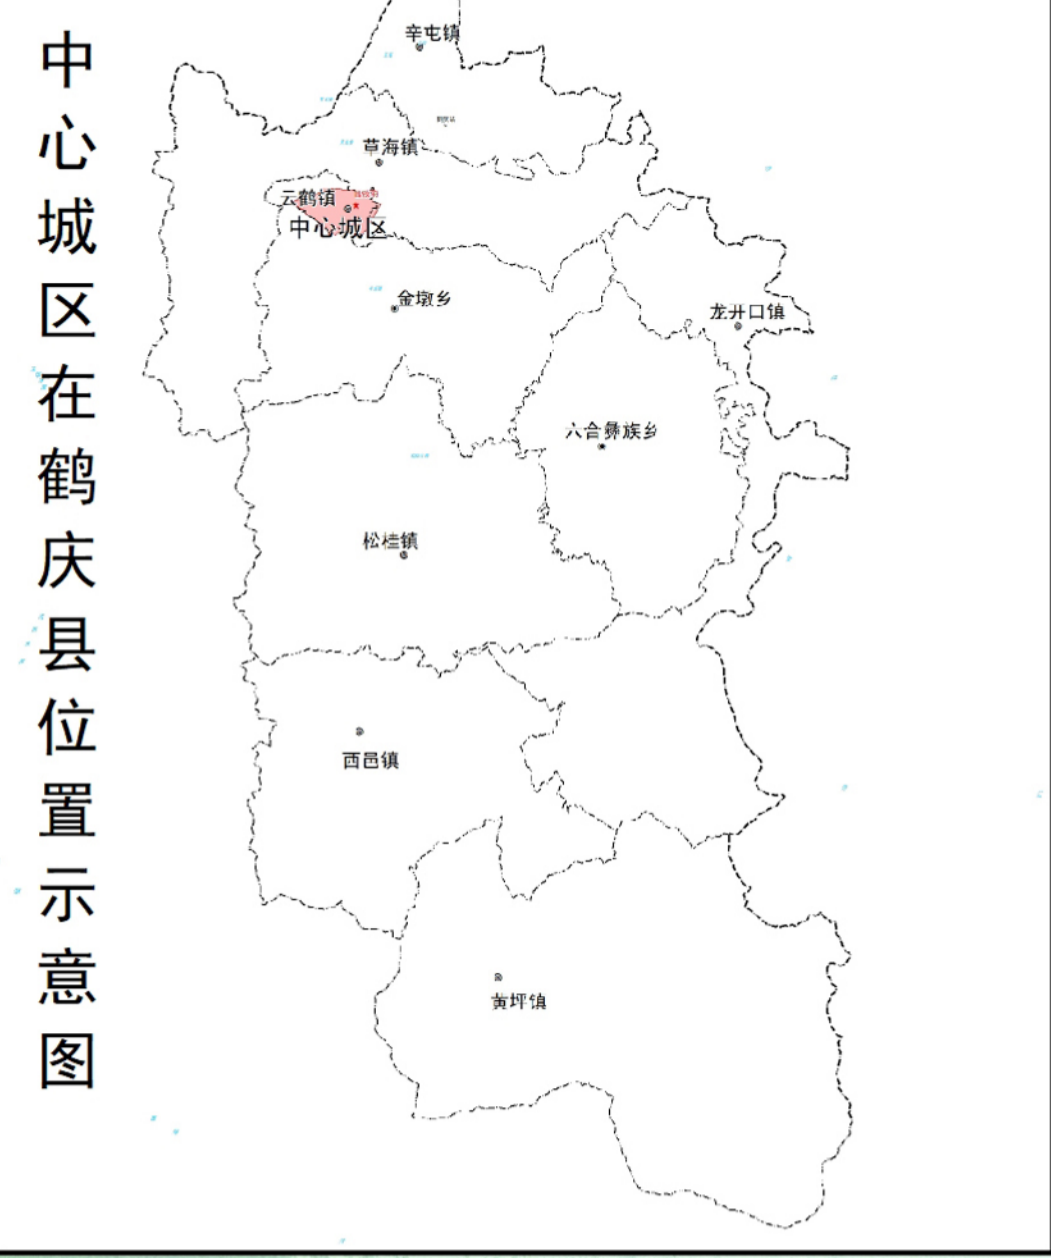 中心城区在鹤庆县位置示意图
辛屯镇
草海镇
云鹤镇
中心城区
金墩乡
龙开口镇
六合彝族乡
松桂镇
西邑镇
黄坪镇